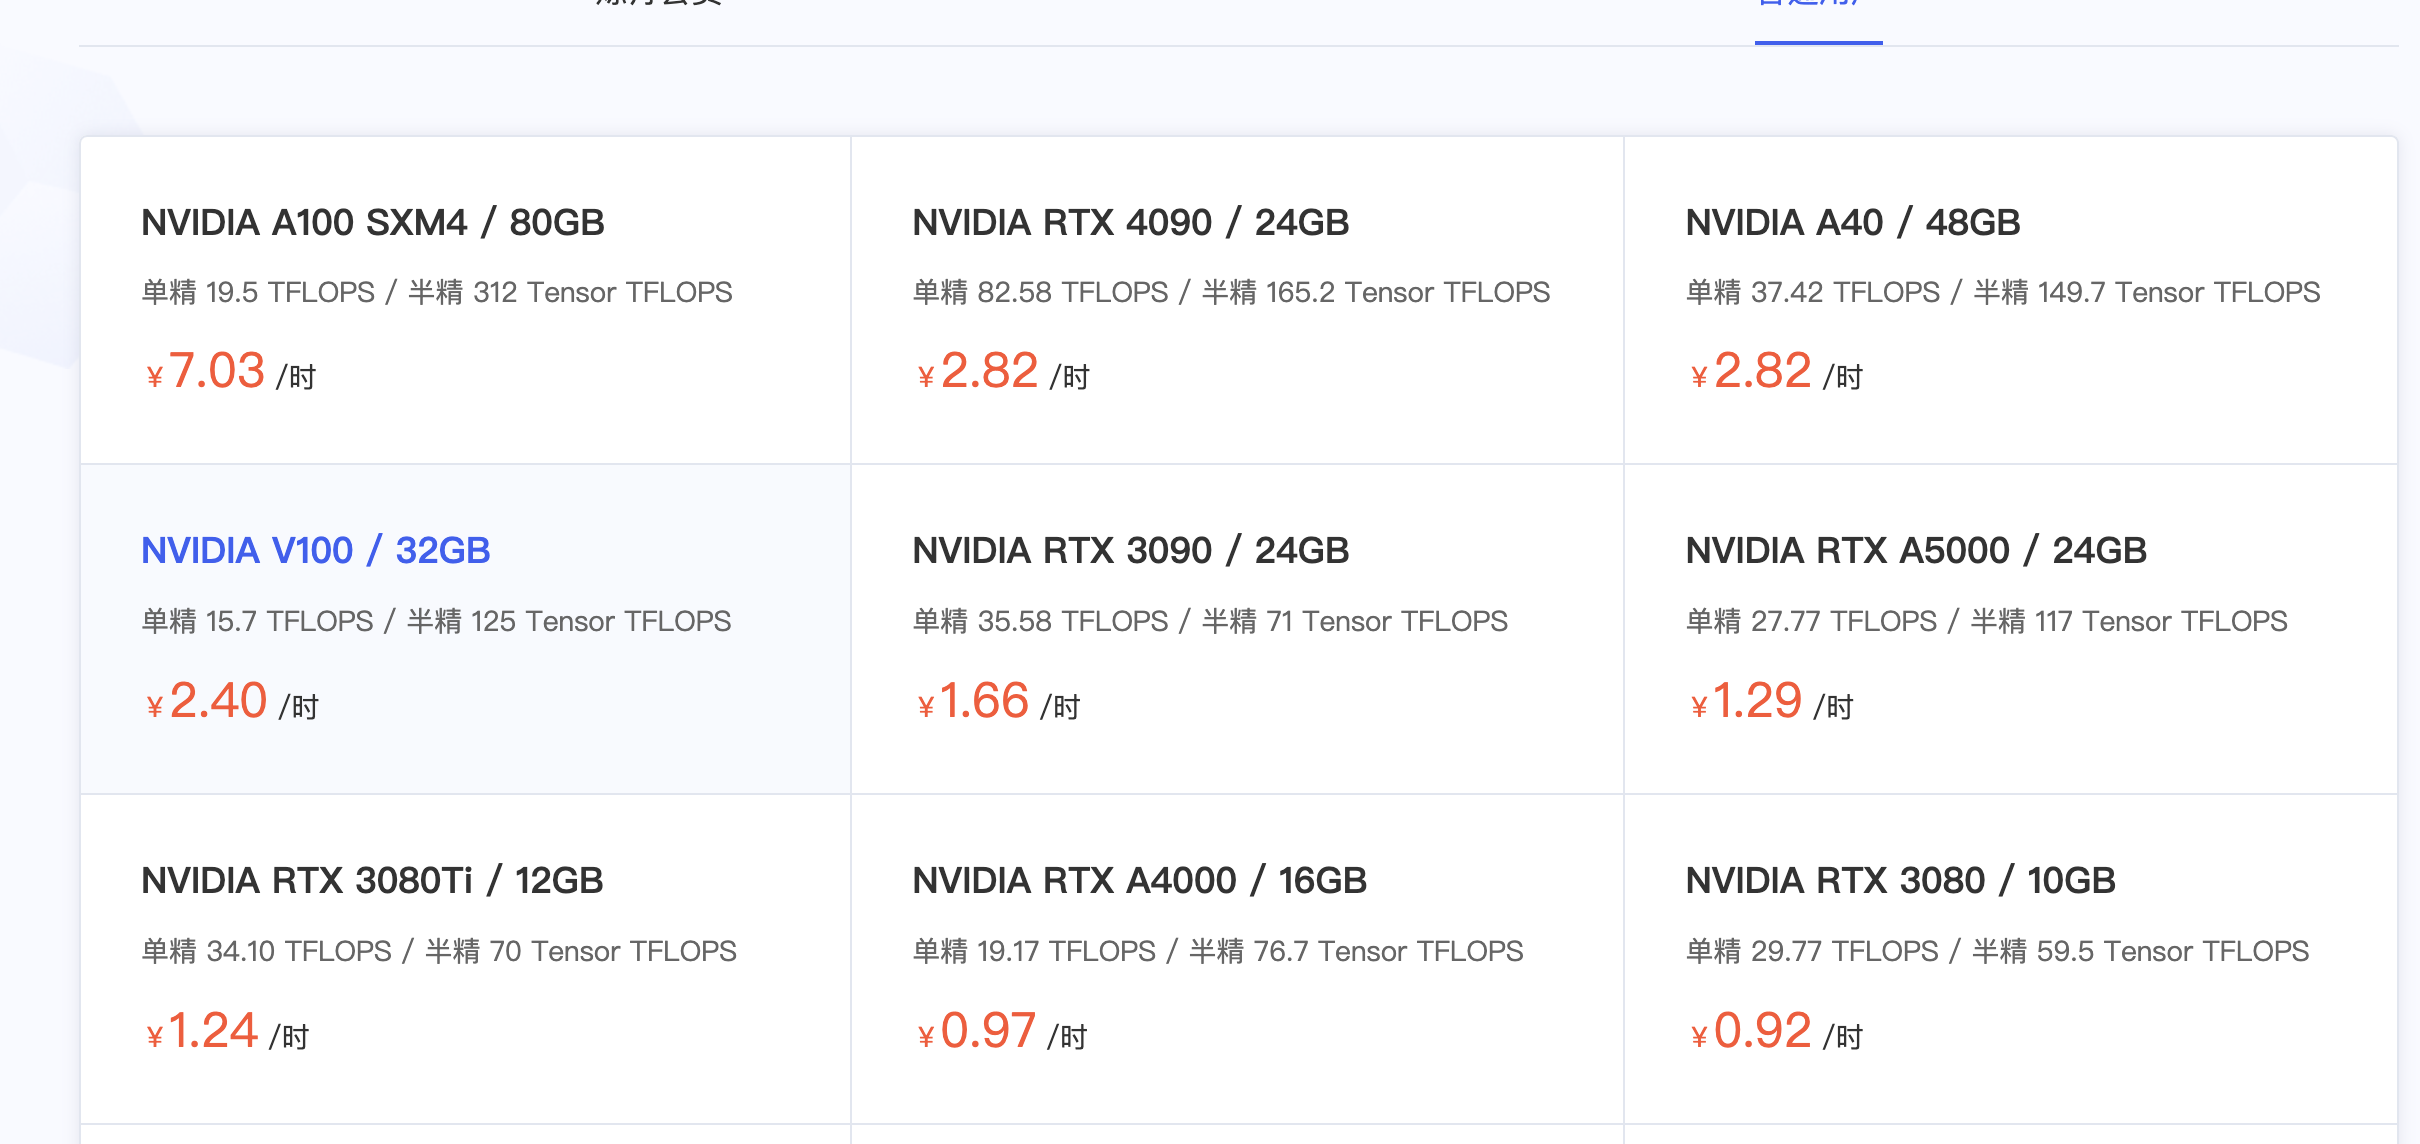 NVIDIA A100 SXM4 / 80GB
单精 19.5 TFLOPS / 半精 312 Tensor TFLOPS
¥7.03 /时
NVIDIA RTX 4090 / 24GB
单精 82.58 TFLOPS / 半精 165.2 Tensor TFLOPS
¥2.82 /时
NVIDIA A40 / 48GB
单精 37.42 TFLOPS / 半精 149.7 Tensor TFLOPS
¥2.82 /时
NVIDIA V100 / 32GB
单精 15.7 TFLOPS / 半精 125 Tensor TFLOPS
¥2.40 /时
NVIDIA RTX 3090 / 24GB
单精 35.58 TFLOPS / 半精 71 Tensor TFLOPS
¥1.66 /时
NVIDIA RTX A5000 / 24GB
单精 27.77 TFLOPS / 半精 117 Tensor TFLOPS
¥1.29 /时
NVIDIA RTX 3080Ti / 12GB
单精 34.10 TFLOPS / 半精 70 Tensor TFLOPS
¥1.24 /时
NVIDIA RTX A4000 / 16GB
单精 19.17 TFLOPS / 半精 76.7 Tensor TFLOPS
¥0.97 /时
NVIDIA RTX 3080 / 10GB
单精 29.77 TFLOPS / 半精 59.5 Tensor TFLOPS
¥0.92 /时